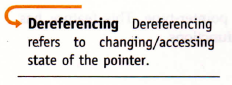 Dereferencing Dereferencing
refers to changing/accessing
state of the pointer.